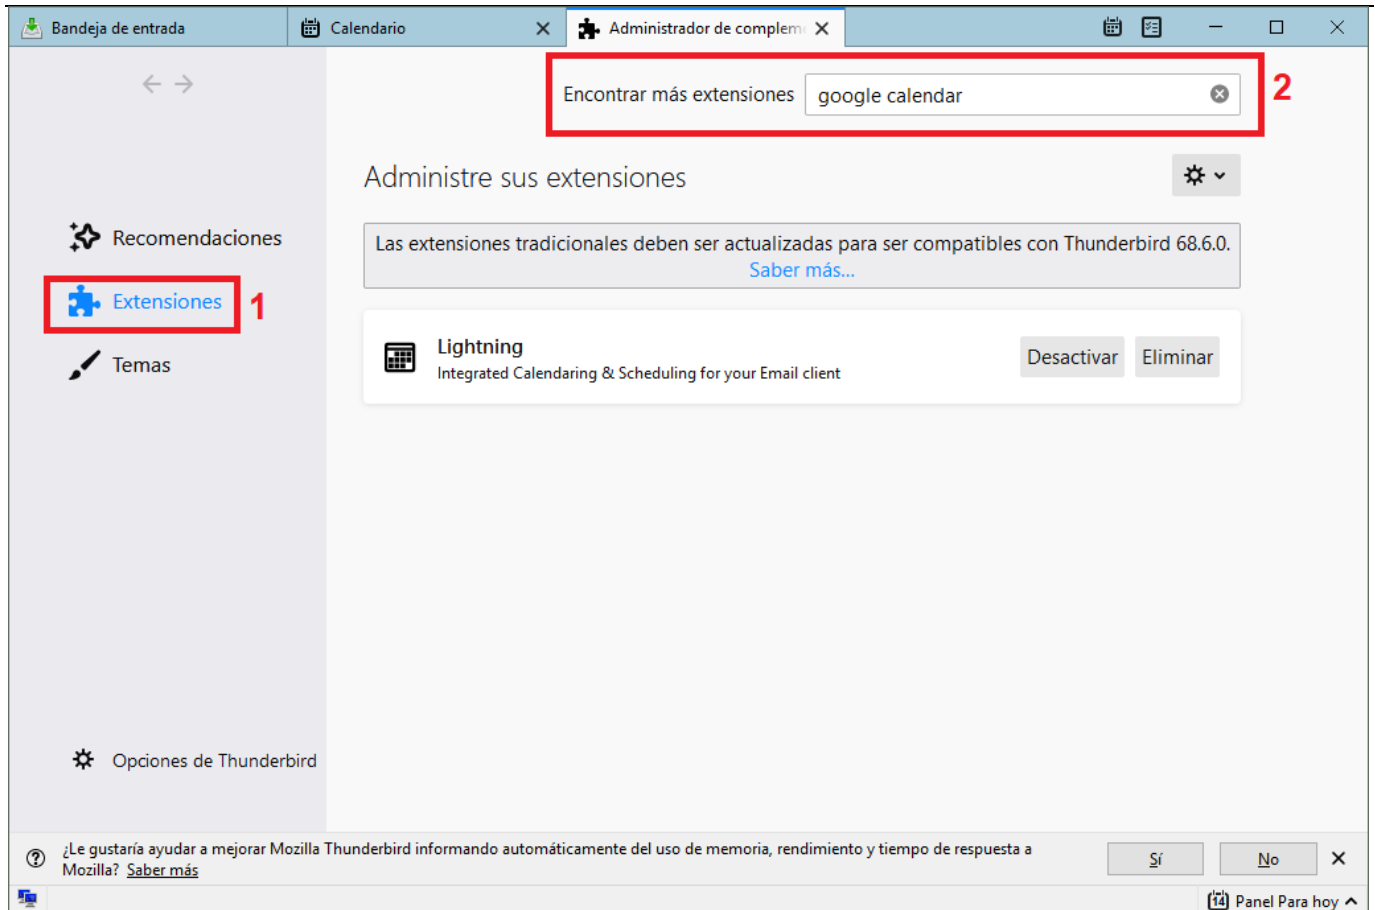 Bandeja de entrada
Calendario
Administrador de complem
Encontrar más extensiones
google calendar
2
Administre sus extensiones
Recomendaciones
Las extensiones tradicionales deben ser actualizadas para ser compatibles con Thunderbird 68.6.0.
Saber más...
Extensiones
1
Temas
Lightning
Integrated Calendaring & Scheduling for your Email client
Desactivar
Eliminar
Opciones de Thunderbird
¿Le gustaría ayudar a mejorar Mozilla Thunderbird informando automáticamente del uso de memoria, rendimiento y tiempo de respuesta a
Mozilla? Saber más
Sí
No
14
Panel Para hoy